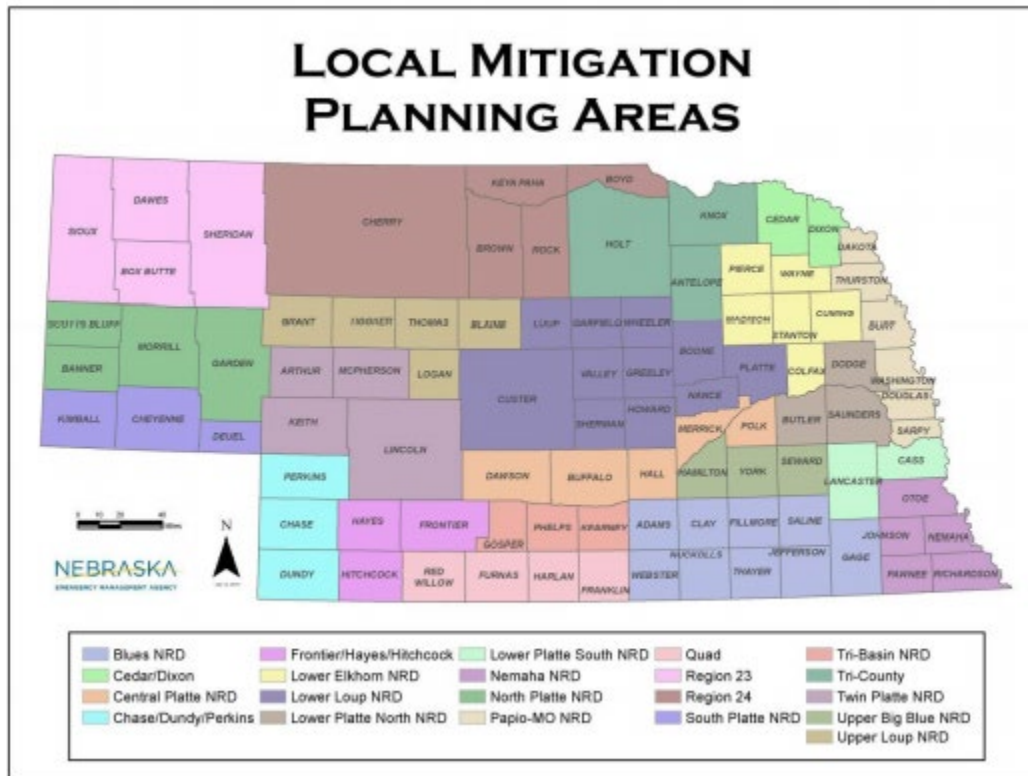 LOCAL MITIGATION
PLANNING AREAS
KEYA PAHA
BOYD
DAWES
CHERRY
KNOX
CEDAR
DIXON
SIOUX
SHERIDAN
BROWN
ROCK
HOLT
DAKOTA
BOX BUTTE
ANTELOPE
PIERCE
WAYNE
THURSTON
SCOTTS BLUFF
GRANT
HOOKER
THOMAS
BLAINE
LOUP
GARFIELD
WHEELER
MADISON
STANTON
CUMING
BURT
MORRILL
GARDEN
BOONE
BANNER
ARTHUR
MCPHERSON
LOGAN
VALLEY
GREELEY
PLATTE
COLFAX
DODGE
WASHINGTON
CUSTER
NANCE
DOUGLAS
KIMBALL
CHEYENNE
KEITH
SHERMAN
HOWARD
MERRICK
POLK
BUTLER
SAUNDERS
SARPY
DEUEL
LINCOLN
PERKINS
DAWSON
BUFFALO
HALL
HAMILTON
YORK
SEWARD
LANCASTER
CASS
OTOE
CHASE
HAYES
FRONTIER
GOSPER
PHELPS
KEARNEY
ADAMS
CLAY
FILLMORE
SALINE
JOHNSON
NEMAHA
DUNDY
HITCHCOCK
RED
WILLOW
FURNAS
HARLAN
FRANKLIN
WEBSTER
NUCKOLLS
THAYER
JEFFERSON
GAGE
PAWNEE
RICHARDSON
0
10
20
40
N
NEBRASKA
EMERGENCY MANAGEMENT AGENCY
Blues NRD
Cedar/Dixon
Central Platte NRD
Chase/Dundy/Perkins
Frontier/Hayes/Hitchcock
Lower Elkhorn NRD
Lower Loup NRD
Lower Platte North NRD
Lower Platte South NRD
Nemaha NRD
North Platte NRD
Papio-MO NRD
Quad
Region 23
Region 24
South Platte NRD
Tri-Basin NRD
Tri-County
Twin Platte NRD
Upper Big Blue NRD
Upper Loup NRD